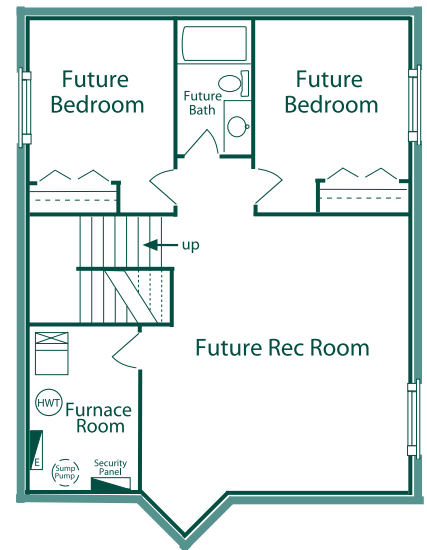 Future
Bedroom
Future
Bath
Future
Bedroom
up
Future Rec Room
HWT
Furnace
Room
E
Sump
Pump
Security
Panel